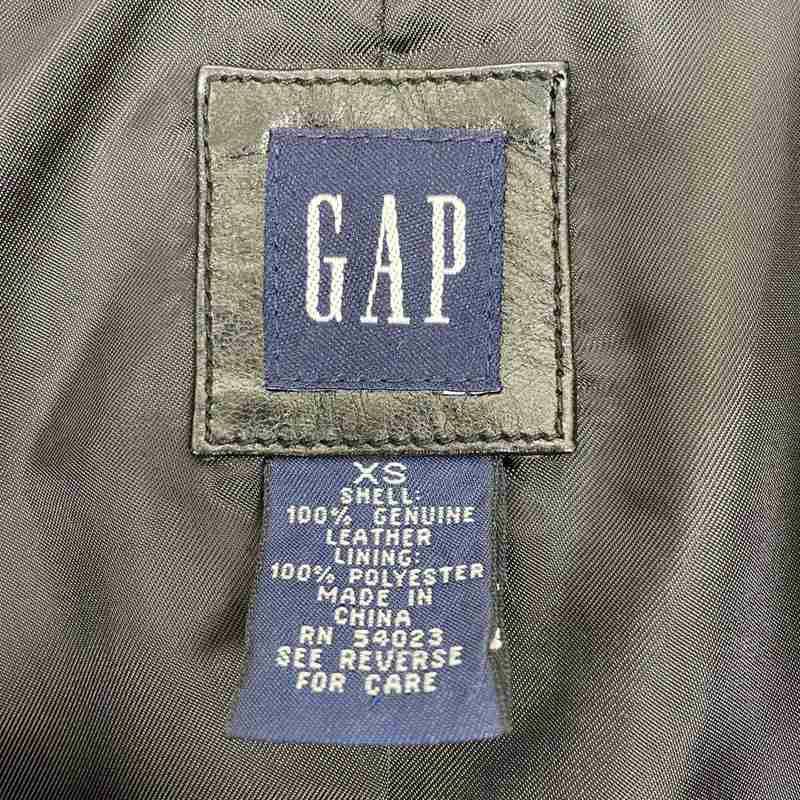 GAP
XS
SHELL:
100% GENUINE
LEATHER
LINING:
100% POLYESTER
MADE IN
CHINA
RN 54023
SEE REVERSE
FOR CARE